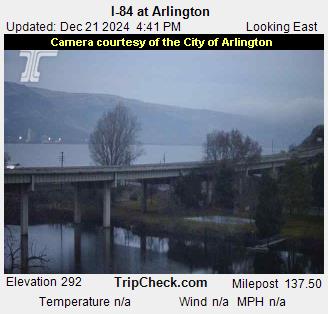 I-84 at Arlington
Updated: Dec 21 2024 4:41 PM Looking East
Camera courtesy of the City of Arlington
Elevation 292 TripCheck.com Milepost 137.50
Temperature n/a Wind n/a MPH n/a